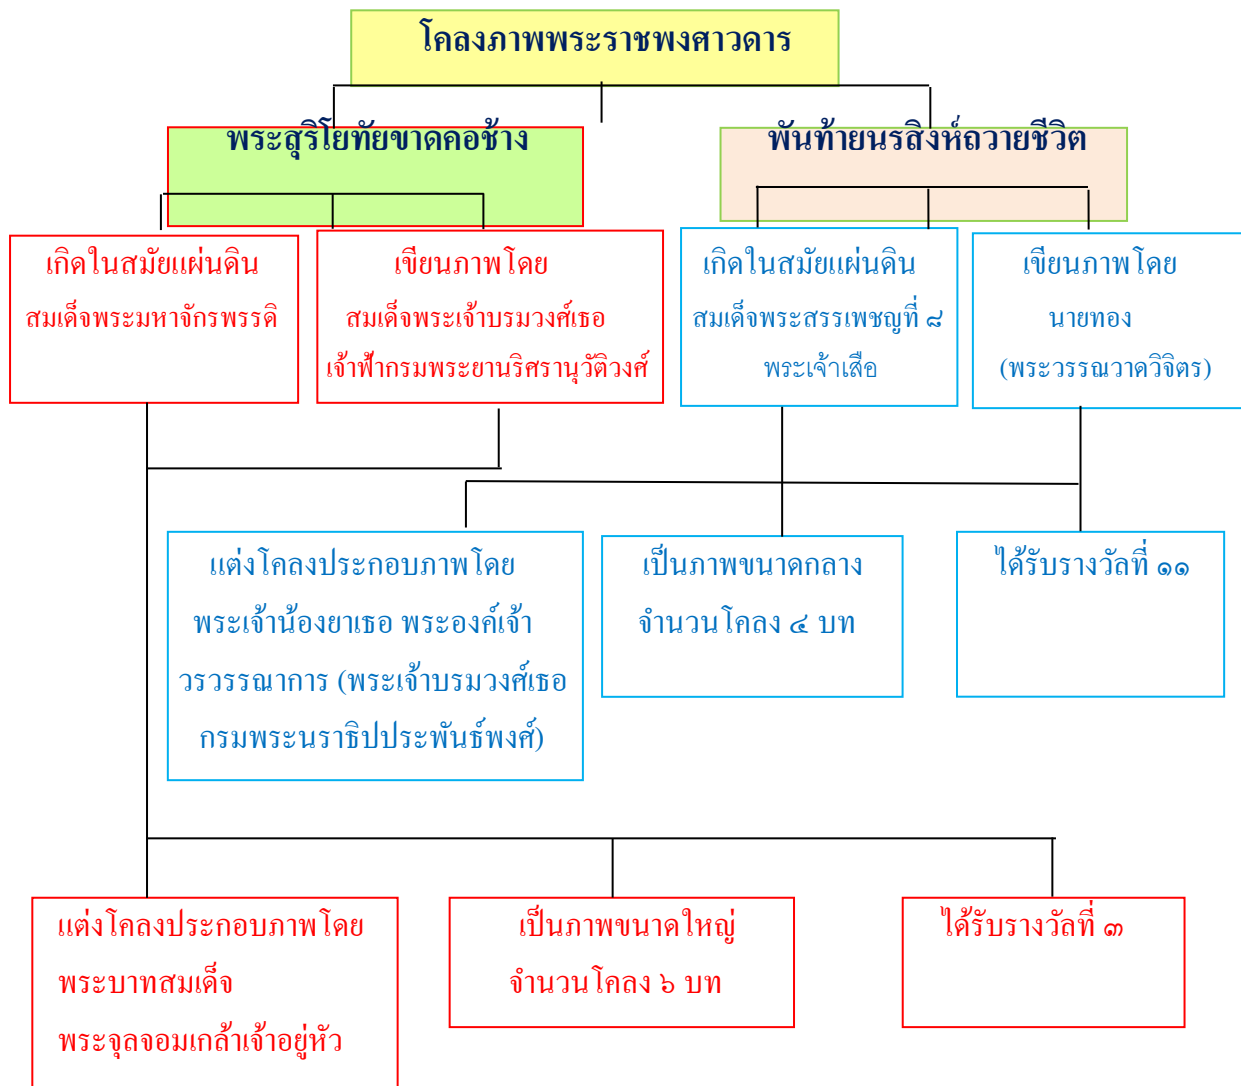 โคลงภาพพระราชพงศาวดาร
พระสุริโยทัยขาดคอช้าง
พันท้ายนรสิงห์ถวายชีวิต
เกิดในสมัยแผ่นดิน
สมเด็จพระมหาจักรพรรดิ
เขียนภาพโดย
สมเด็จพระเจ้าบรมวงศ์เธอ
เจ้าฟ้ากรมพระยานริศรานุวัติวงศ์
เกิดในสมัยแผ่นดิน
สมเด็จพระสรรเพชญที่ ๘
พระเจ้าเสือ
เขียนภาพโดย
นายทอง
(พระวรรณวาดวิจิตร)
แต่งโคลงประกอบภาพโดย
พระเจ้าน้องยาเธอ พระองค์เจ้า
วรวรรณาการ (พระเจ้าบรมวงศ์เธอ
กรมพระนราธิปประพันธ์พงศ์)
เป็นภาพขนาดกลาง
จำนวนโคลง ๔ บท
ได้รับรางวัลที่ ๑๑
แต่งโคลงประกอบภาพโดย
พระบาทสมเด็จ
พระจุลจอมเกล้าเจ้าอยู่หัว
เป็นภาพขนาดใหญ่
จำนวนโคลง ๖ บท
ได้รับรางวัลที่ ๓